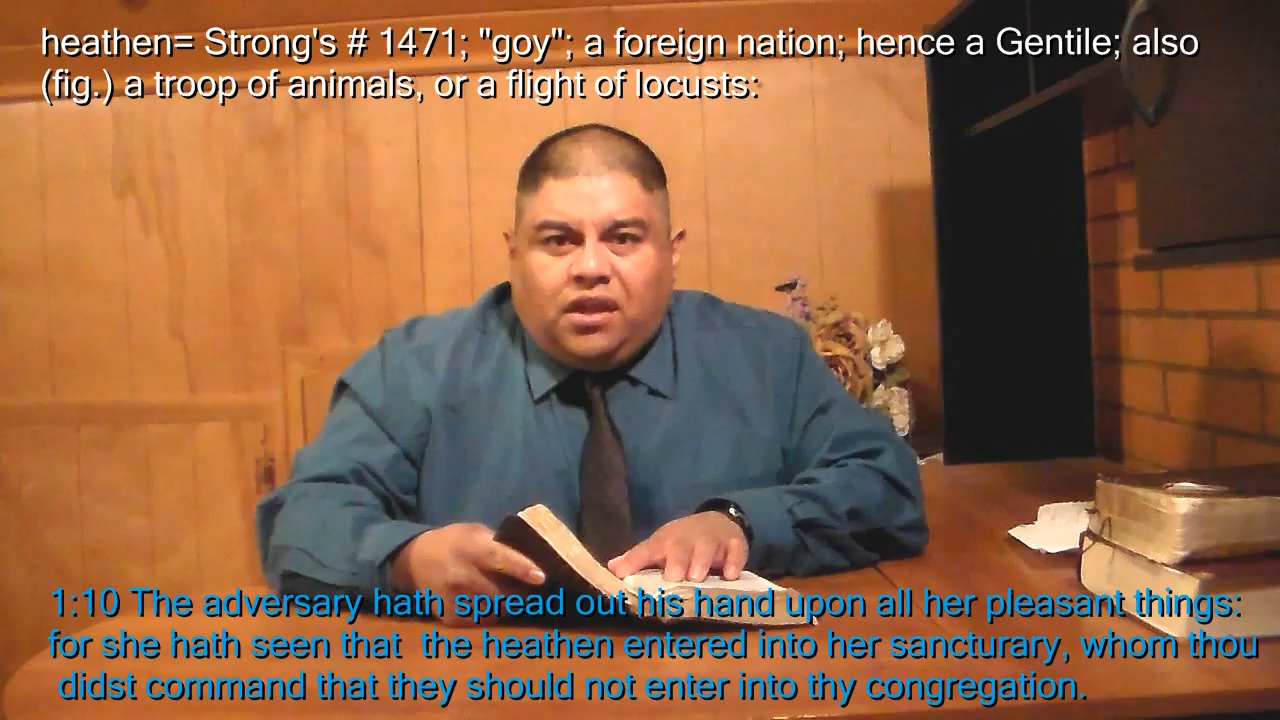 heathen= Strong's # 1471; "goy"; a foreign nation; hence a Gentile; also
(fig.) a troop of animals, or a flight of locusts:
1:10 The adversary hath spread out his hand upon all her pleasant things:
for she hath seen that the heathen entered into her sancturary, whom thou
didst command that they should not enter into thy congregation.